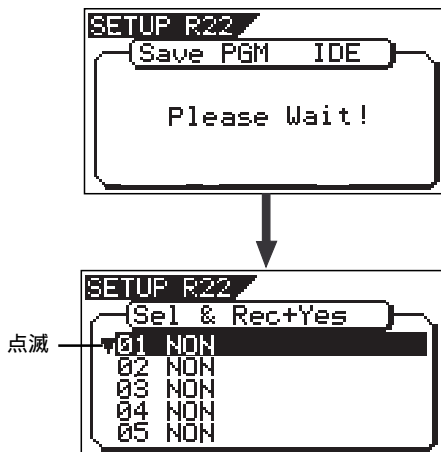 SETUP R22
Save PGM IDE
Please Wait!
SETUP R22
Sel & Rec+Yes
点滅
01 NON
02 NON
03 NON
04 NON
05 NON